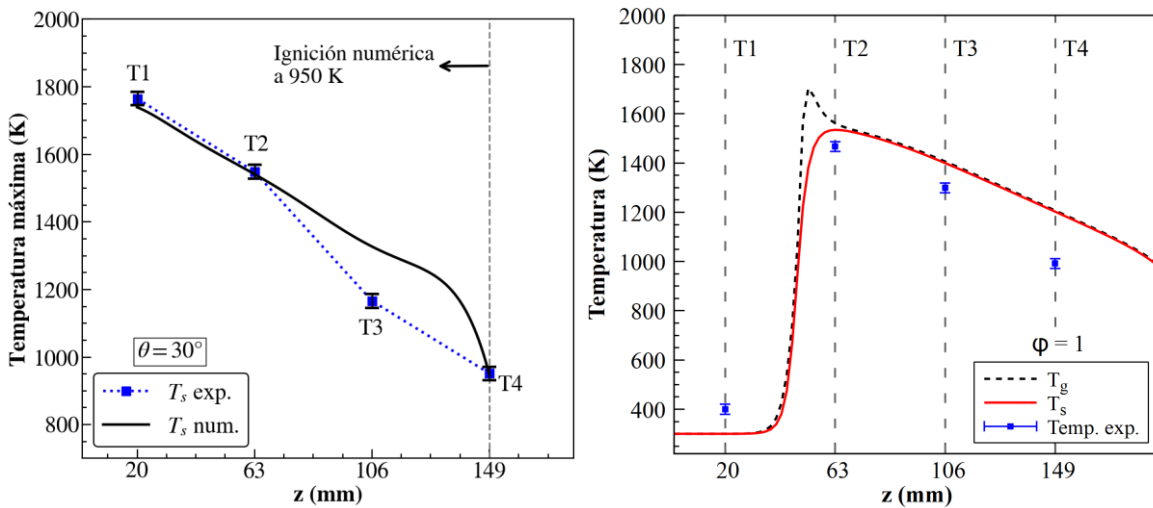 2000
1800
1600
1400
1200
1000
800
Temperatura máxima (K)
Ignición numérica
a 950 K
T1
T2
T3
T4
θ = 30°
T_s exp.
T_s num.
20
63
106
149
z (mm)
2000
1800
1600
1400
1200
1000
800
600
400
Temperatura (K)
T1
T2
T3
T4
φ = 1
T_g
T_s
Temp. exp.
20
63
106
149
z (mm)